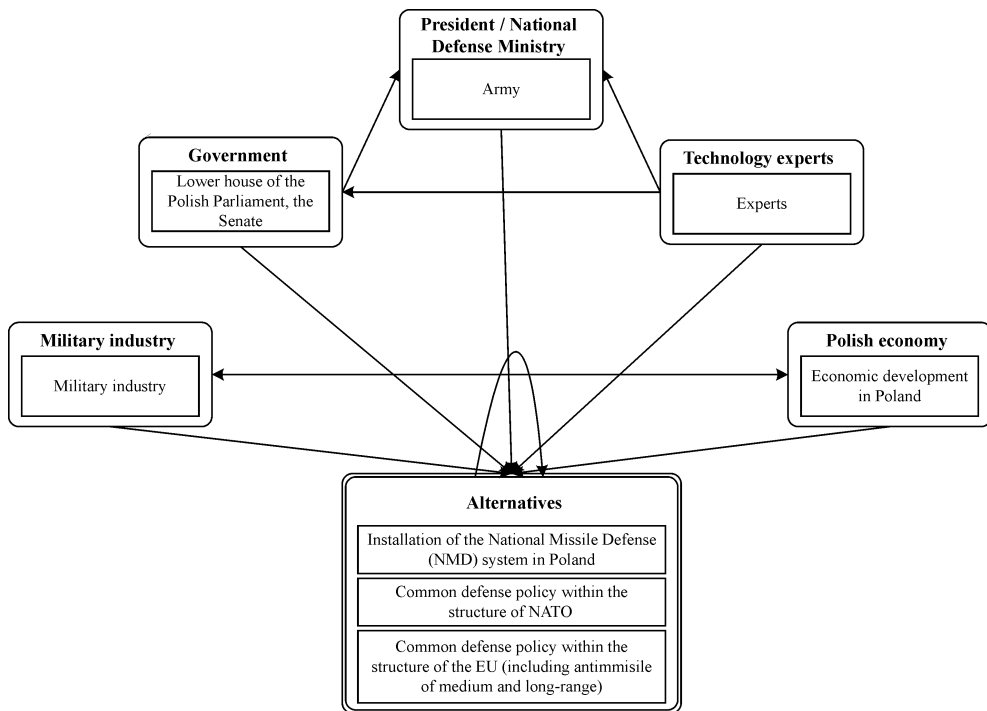 President / National
Defense Ministry
Army
Government
Lower house of the
Polish Parliament, the
Senate
Technology experts
Experts
Military industry
Military industry
Polish economy
Economic development
in Poland
Alternatives
Installation of the National Missile Defense
(NMD) system in Poland
Common defense policy within the
structure of NATO
Common defense policy within the
structure of the EU (including antimmisile
of medium and long-range)